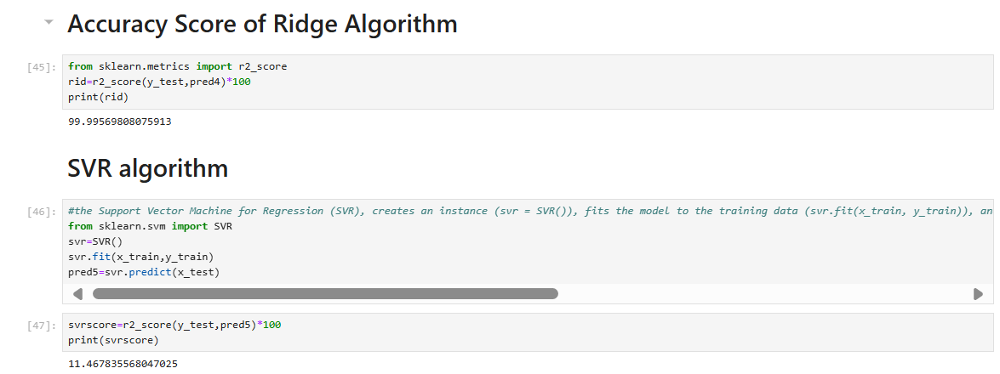 Accuracy Score of Ridge Algorithm
[45]:
from sklearn.metrics import r2_score
rid=r2_score(y_test,pred4)*100
print(rid)
99.99569808075913
SVR algorithm
[46]:
#the Support Vector Machine for Regression (SVR), creates an instance (svr = SVR()), fits the model to the training data (svr.fit(x_train, y_train)), an
from sklearn.svm import SVR
svr=SVR()
svr.fit(x_train,y_train)
pred5=svr.predict(x_test)
[47]:
svrscore=r2_score(y_test,pred5)*100
print(svrscore)
11.467835568047025